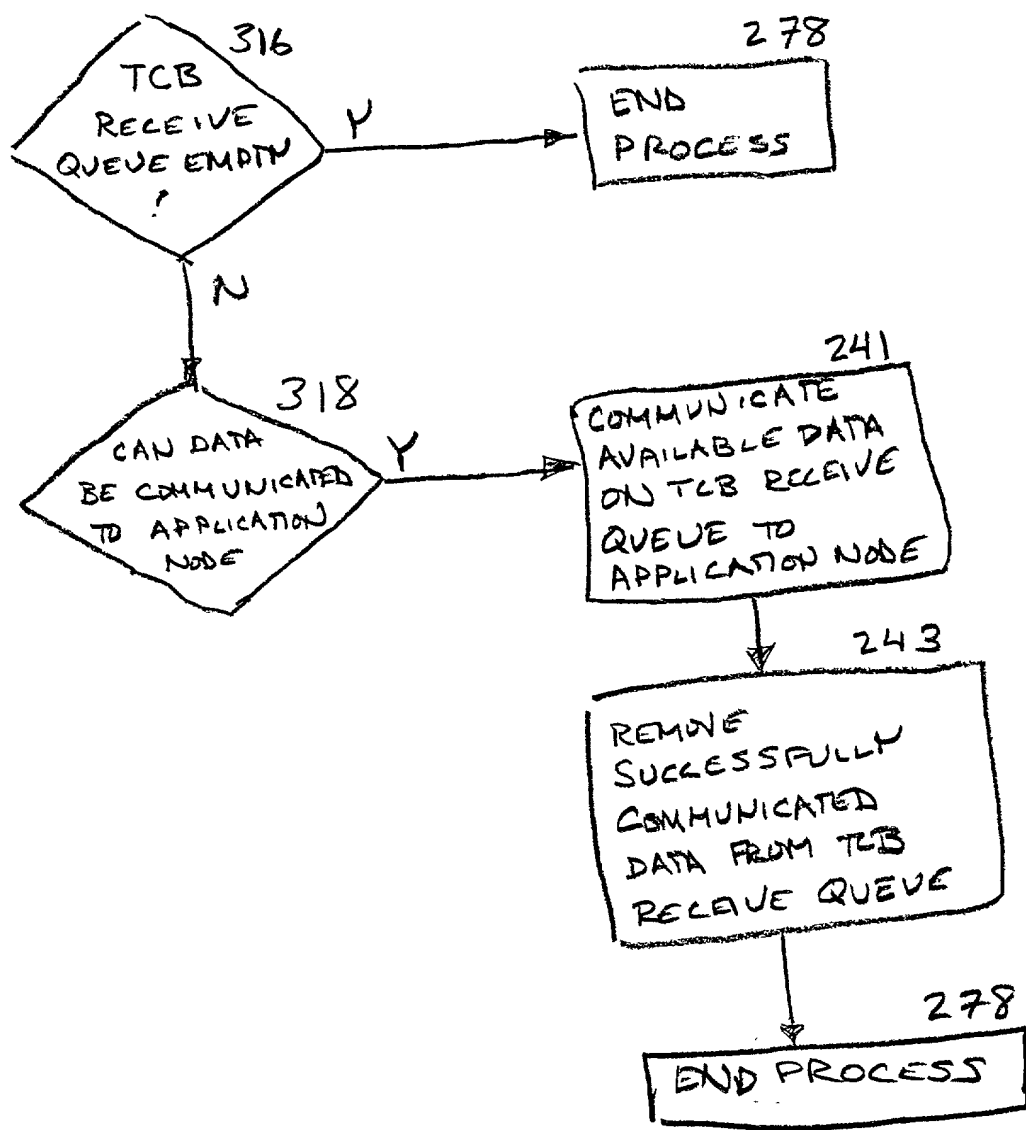 316
TCB
RECEIVE
QUEUE EMPTY
?
Y
278
END
PROCESS
N
318
CAN DATA
BE COMMUNICATED
TO APPLICATION
NODE
Y
241
COMMUNICATE
AVAILABLE DATA
ON TCB RECEIVE
QUEUE TO
APPLICATION NODE
243
REMOVE
SUCCESSFULLY
COMMUNICATED
DATA FROM TCB
RECEIVE QUEUE
278
END PROCESS